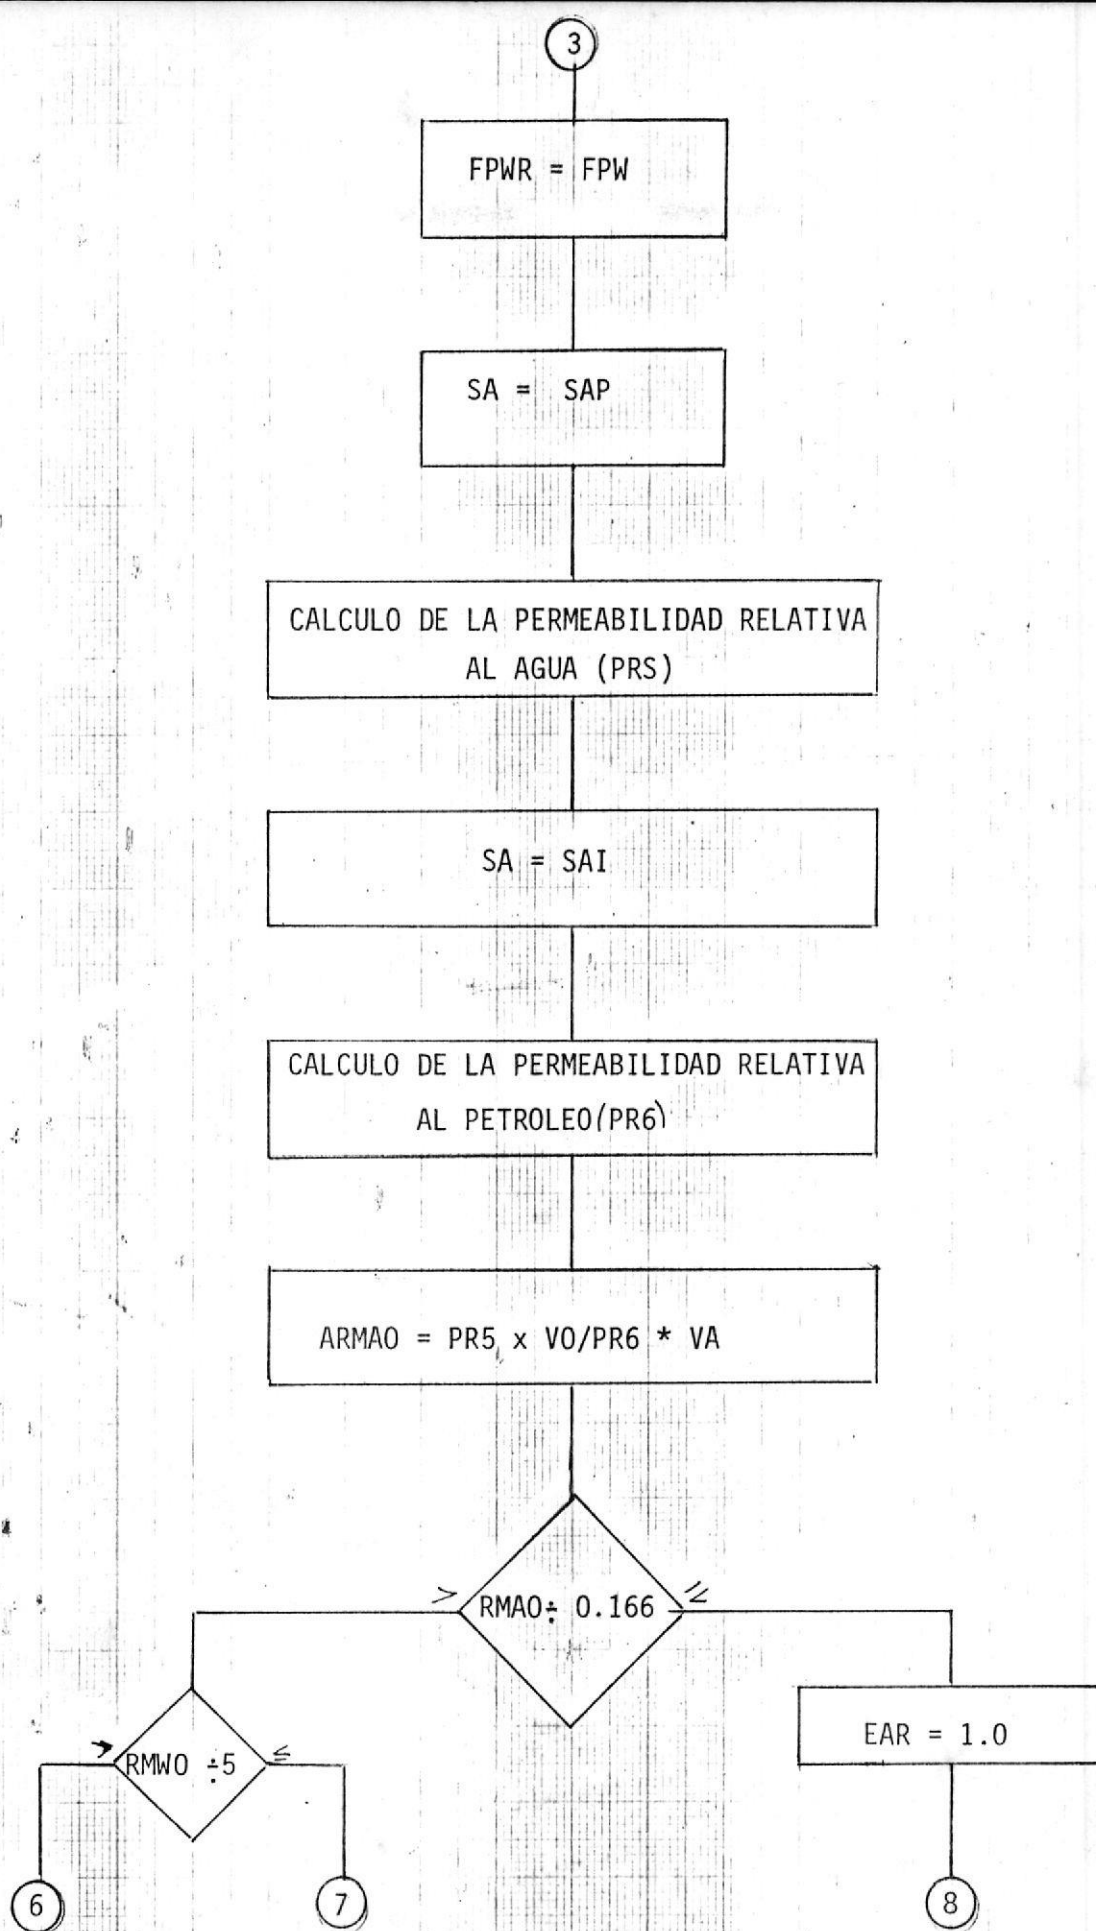 3
FPWR = FPW
SA = SAP
CALCULO DE LA PERMEABILIDAD RELATIVA
AL AGUA (PRS)
SA = SAI
CALCULO DE LA PERMEABILIDAD RELATIVA
AL PETROLEO(PR6)
ARMAO = PR5 x VO/PR6 * VA
> RMAO÷ 0.166 ≤
EAR = 1.0
> RMWO ÷5 ≤
6
7
8